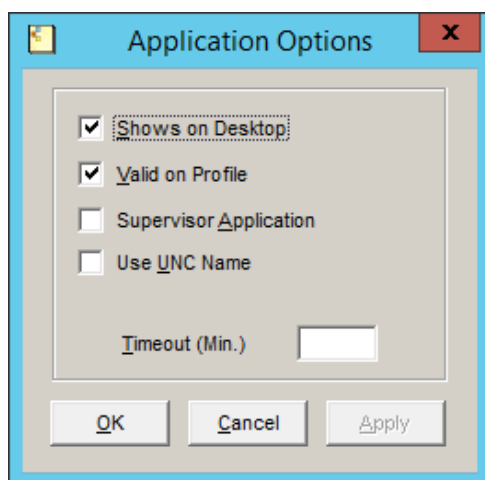 Application Options
x
Shows on Desktop
Valid on Profile
Supervisor Application
Use UNC Name
Timeout (Min.)
OK Cancel Apply